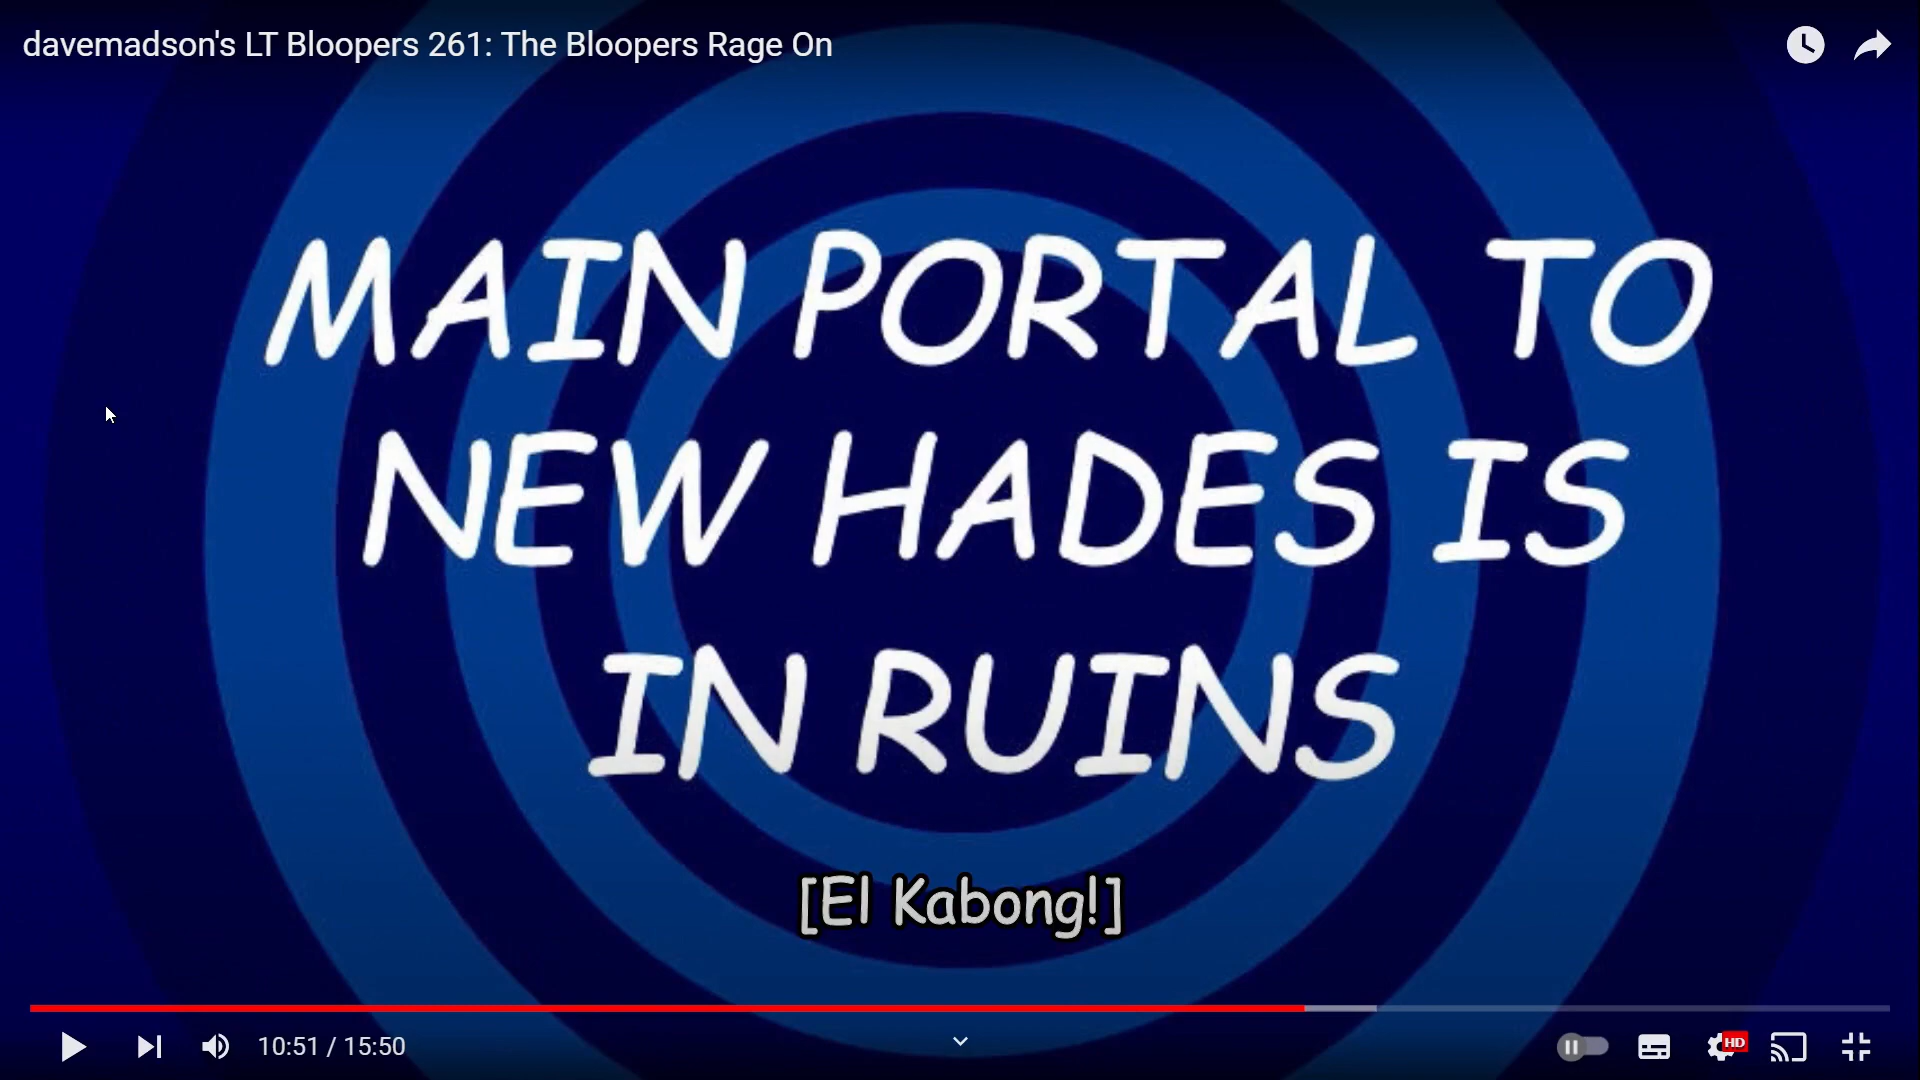 davemadson's LT Bloopers 261: The Bloopers Rage On
MAIN PORTAL TO
NEW HADES IS
IN RUINS
[El Kabong!]
10:51 / 15:50
HD